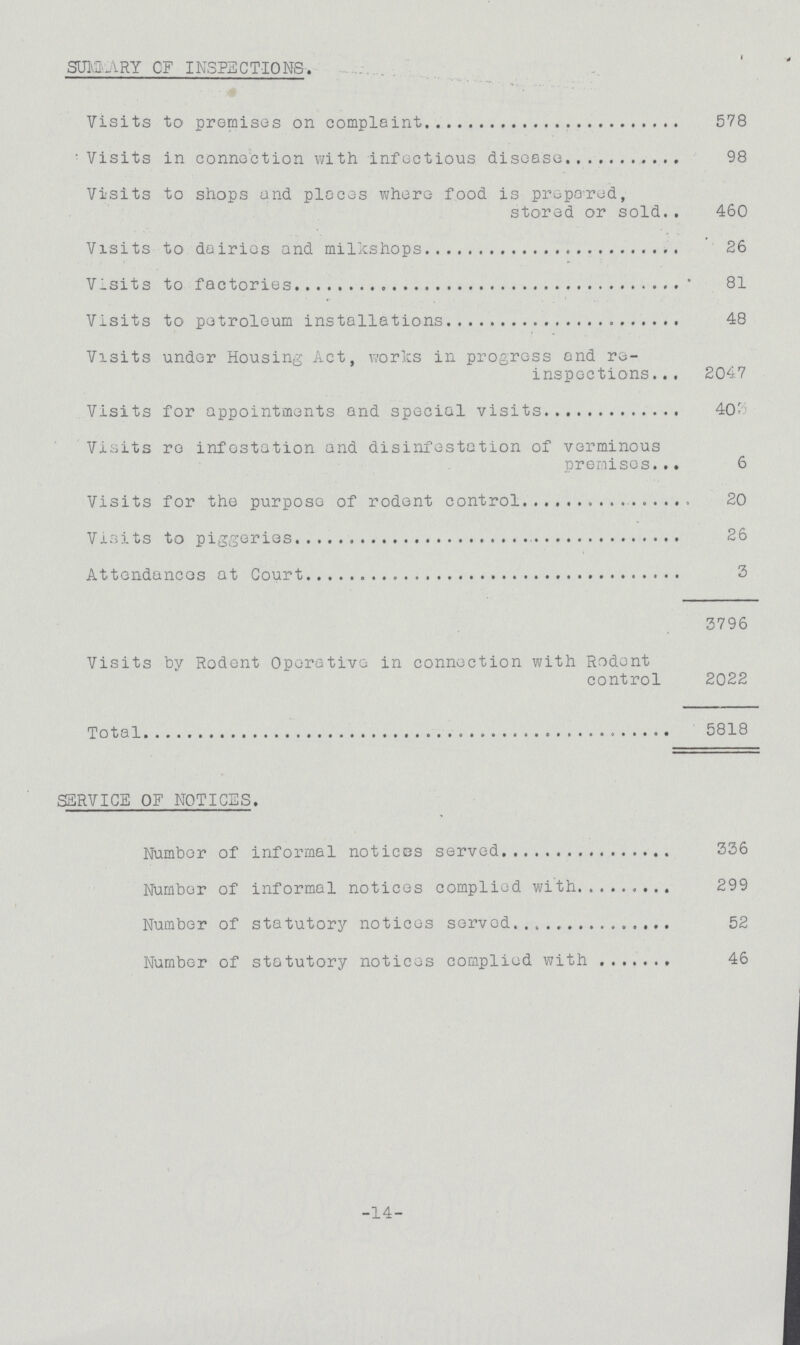 SUMMARY OF INSPECTIONS.
Visits to premises on complaint........................ 578
Visits in connection with infectious disease........... 98
Visits to shops and places where food is prepared,
stored or sold.. 460
Visits to dairies and milkshops........................ 26
Visits to factories.................................... 81
Visits to petroleum installations...................... 48
Visits under Housing Act, works in progress and re-
inspections... 2047
Visits for appointments and special visits............. 403
Visits re infestation and disinfestation of verminous
premises... 6
Visits for the purpose of rodent control................ 20
Visits to piggeries.................................... 26
Attendances at Court................................... 3
3796
Visits by Rodent Operative in connection with Rodent
control 2022
Total.................................................. 5818
SERVICE OF NOTICES.
Number of informal notices served................ 336
Number of informal notices complied with......... 299
Number of statutory notices served............... 52
Number of statutory notices complied with ....... 46
-14-